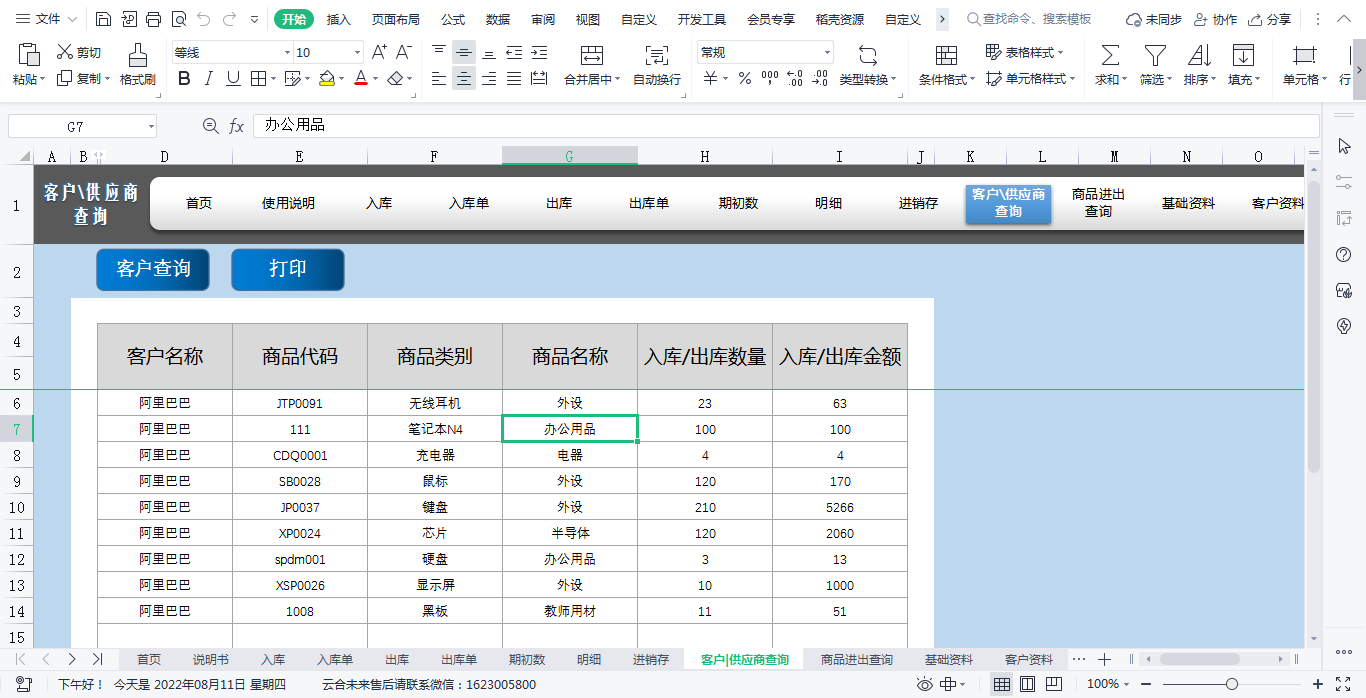 文件 开始 插入 页面布局 公式 数据 审阅 视图 自定义 开发工具 会员专享 稻壳资源 自定义 查找命令、搜索模板 未同步 协作 分享
粘贴 剪切 复制 格式刷 等线 10 合并居中 自动换行 常规 类型转换 条件格式 表格样式 单元格样式 求和 筛选 排序 填充 单元格 行
G7 fx 办公用品
A B D E F G H I J K L M N O
1 客户\供应商 查询 首页 使用说明 入库 入库单 出库 出库单 期初数 明细 进销存 客户\供应商 查询 商品进出 查询 基础资料 客户资料
2 客户查询 打印
3
4 客户名称 商品代码 商品类别 商品名称 入库/出库数量 入库/出库金额
5
6 阿里巴巴 JTP0091 无线耳机 外设 23 63
7 阿里巴巴 111 笔记本N4 办公用品 100 100
8 阿里巴巴 CDQ0001 充电器 电器 4 4
9 阿里巴巴 SB0028 鼠标 外设 120 170
10 阿里巴巴 JP0037 键盘 外设 210 5266
11 阿里巴巴 XP0024 芯片 半导体 120 2060
12 阿里巴巴 spdm001 硬盘 办公用品 3 13
13 阿里巴巴 XSP0026 显示屏 外设 10 1000
14 阿里巴巴 1008 黑板 教师用材 11 51
15
首页 说明书 入库 入库单 出库 出库单 期初数 明细 进销存 客户|供应商查询 商品进出查询 基础资料 客户资料
下午好！ 今天是 2022年08月11日 星期四 云合未来售后请联系微信：1623005800 100%